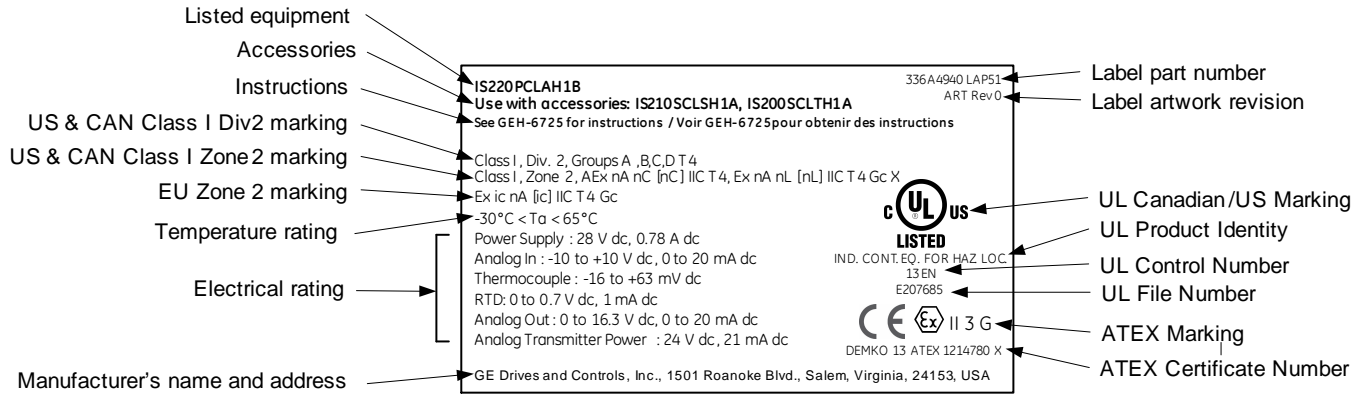 Listed equipment
Accessories
Instructions
US & CAN Class I Div2 marking
US & CAN Class I Zone 2 marking
EU Zone 2 marking
Temperature rating
Electrical rating
Manufacturer's name and address
IS220PCLAH1B
Use with accessories: IS210SCLSH1A, IS200SCLTH1A
See GEH-6725 for instructions / Voir GEH-6725 pour obtenir des instructions
Class I, Div. 2, Groups A ,B,C,D T4
Class I, Zone 2, AEx nA nC [nC] IIC T4, Ex nA nL [nL] IIC T4 Gc X
Ex ic nA [ic] IIC T4 Gc
-30°C < Ta < 65°C
Power Supply : 28 V dc, 0.78 A dc
Analog In : -10 to +10 V dc, 0 to 20 mA dc
Thermocouple : -16 to +63 mV dc
RTD: 0 to 0.7 V dc, 1 mA dc
Analog Out : 0 to 16.3 V dc, 0 to 20 mA dc
Analog Transmitter Power : 24 V dc, 21 mA dc
GE Drives and Controls, Inc., 1501 Roanoke Blvd., Salem, Virginia, 24153, USA
336A4940 LAP51
ART Rev 0
C UL ® US
LISTED
IND. CONT. EQ. FOR HAZ LOC.
13EN
E207685
CE Ex II 3 G
DEMKO 13 ATEX 1214780 X
Label part number
Label artwork revision
UL Canadian/US Marking
UL Product Identity
UL Control Number
UL File Number
ATEX Marking
ATEX Certificate Number